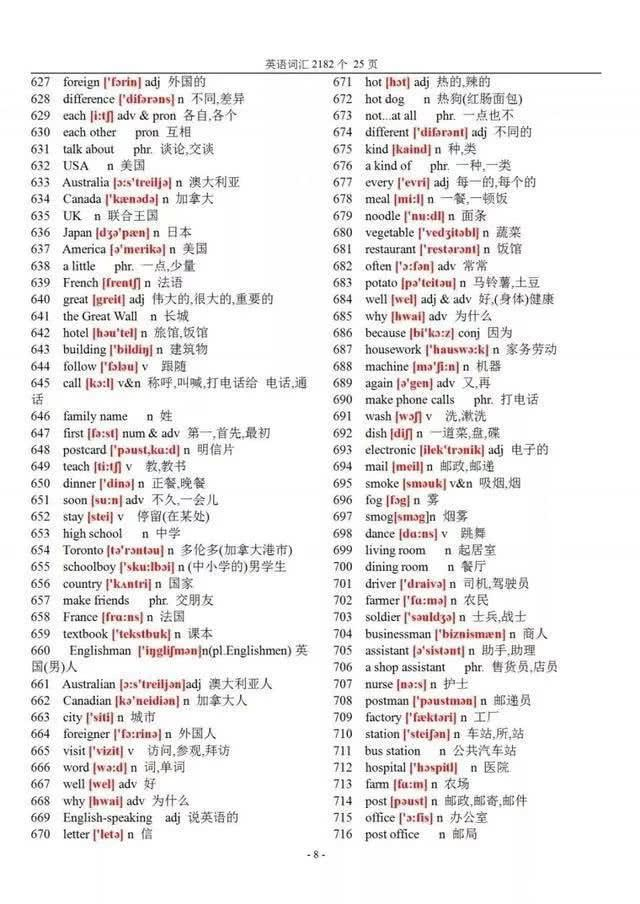 英语词汇 2182 个  25 页
627 foreign ['fərin] adj 外国的
628 difference ['difərəns] n 不同,差异
629 each [i:tʃ] adv & pron 各自,各个
630 each other pron 互相
631 talk about phr. 谈论,交谈
632 USA n 美国
633 Australia [ɔ:s'treiljə] n 澳大利亚
634 Canada ['kænədə] n 加拿大
635 UK n 联合王国
636 Japan [dʒə'pæn] n 日本
637 America [ə'merikə] n 美国
638 a little phr. 一点,少量
639 French [frentʃ] n 法语
640 great [greit] adj 伟大的,很大的,重要的
641 the Great Wall n 长城
642 hotel [həu'tel] n 旅馆,饭馆
643 building ['bildiŋ] n 建筑物
644 follow ['fələu] v 跟随
645 call [kɔ:l] v&n 称呼,叫喊,打电话给 电话,通
话
646 family name n 姓
647 first [fə:st] num & adv 第一,首先,最初
648 postcard ['pəust,kɑ:d] n 明信片
649 teach [ti:tʃ] v 教,教书
650 dinner ['dinə] n 正餐,晚餐
651 soon [su:n] adv 不久,一会儿
652 stay [stei] v 停留(在某处)
653 high school n 中学
654 Toronto [tə'rəntəu] n 多伦多(加拿大港市)
655 schoolboy ['sku:lbɔi] n (中小学的)男学生
656 country ['kʌntri] n 国家
657 make friends phr. 交朋友
658 France [frɑ:ns] n 法国
659 textbook ['tekstbuk] n 课本
660 Englishman ['iŋgliʃmən]n(pl.Englishmen) 英
国(男)人
661 Australian [ɔ:s'treiljən]adj 澳大利亚人
662 Canadian [kə'neidiən] n 加拿大人
663 city ['siti] n 城市
664 foreigner ['fɔ:rinə] n 外国人
665 visit ['vizit] v 访问,参观,拜访
666 word [wə:d] n 词,单词
667 well [wel] adv 好
668 why [hwai] adv 为什么
669 English-speaking adj 说英语的
670 letter ['letə] n 信
671 hot [hət] adj 热的,辣的
672 hot dog n 热狗(红肠面包)
673 not...at all phr. 一点也不
674 different ['difərənt] adj 不同的
675 kind [kaind] n 种,类
676 a kind of phr. 一种,一类
677 every ['evri] adj 每一的,每个的
678 meal [mi:l] n 一餐,一顿饭
679 noodle ['nu:dl] n 面条
680 vegetable ['vedʒitəbl] n 蔬菜
681 restaurant ['restərənt] n 饭馆
682 often ['ɔ:fən] adv 常常
683 potato [pə'teitəu] n 马铃薯,土豆
684 well [wel] adj & adv 好,(身体)健康
685 why [hwai] adv 为什么
686 because [bi'kɔ:z] conj 因为
687 housework ['hauswə:k] n 家务劳动
688 machine [mə'ʃi:n] n 机器
689 again [ə'gen] adv 又,再
690 make phone calls phr. 打电话
691 wash [wəʃ] v 洗,漱洗
692 dish [diʃ] n 一道菜,盘,碟
693 electronic [ilek'trənik] adj 电子的
694 mail [meil] n 邮政,邮递
695 smoke [sməuk] v&n 吸烟,烟
696 fog [fəg] n 雾
697 smog[sməg]n 烟雾
698 dance [dɑ:ns] v 跳舞
699 living room n 起居室
700 dining room n 餐厅
701 driver ['draivə] n 司机,驾驶员
702 farmer ['fɑ:mə] n 农民
703 soldier ['səuldʒə] n 士兵,战士
704 businessman ['biznismæn] n 商人
705 assistant [ə'sistənt] n 助手,助理
706 a shop assistant phr. 售货员,店员
707 nurse [nə:s] n 护士
708 postman ['pəustmən] n 邮递员
709 factory ['fæktəri] n 工厂
710 station ['steiʃən] n 车站,所,站
711 bus station n 公共汽车站
712 hospital ['həspitl] n 医院
713 farm [fɑ:m] n 农场
714 post [pəust] n 邮政,邮寄,邮件
715 office ['ɔ:fis] n 办公室
716 post office n 邮局
- 8 -